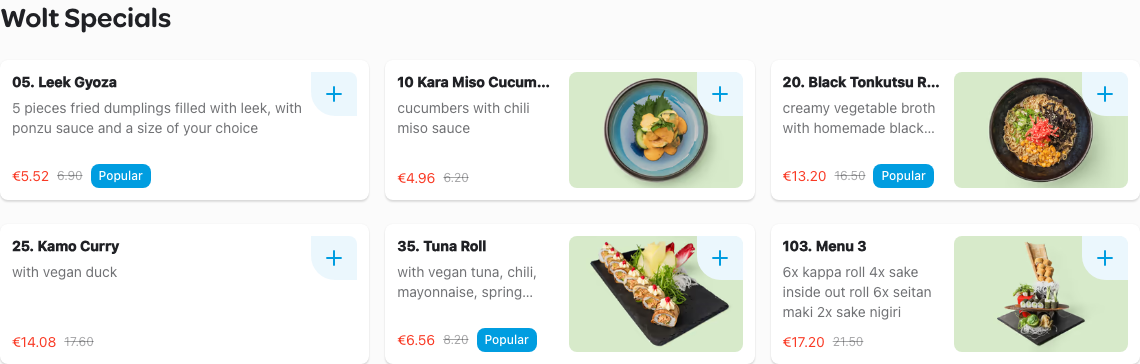 Wolt Specials
05. Leek Gyoza
5 pieces fried dumplings filled with leek, with
ponzu sauce and a size of your choice
€5.52 6.90 Popular
10 Kara Miso Cucum...
cucumbers with chili
miso sauce
€4.96 6.20
20. Black Tonkutsu R...
creamy vegetable broth
with homemade black...
€13.20 16.50 Popular
25. Kamo Curry
with vegan duck
€14.08 17.60
35. Tuna Roll
with vegan tuna, chili,
mayonnaise, spring...
€6.56 8.20 Popular
103. Menu 3
6x kappa roll 4x sake
inside out roll 6x seitan
maki 2x sake nigiri
€17.20 21.50